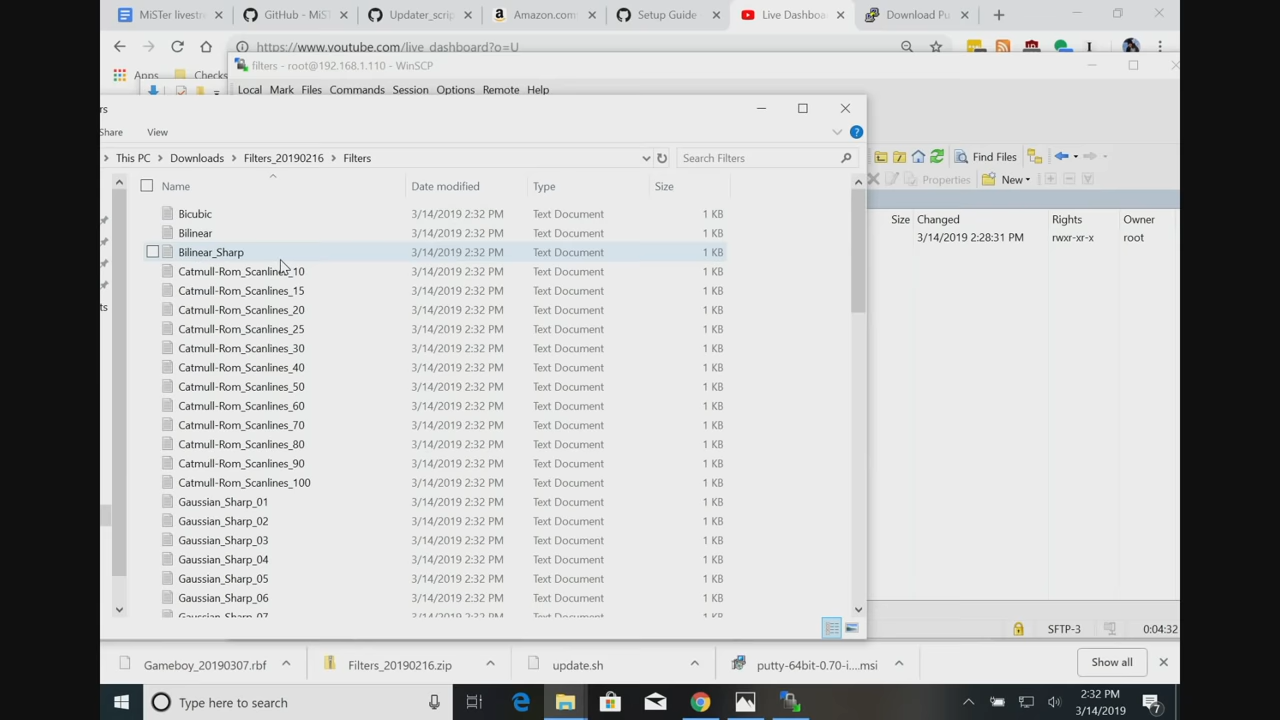 MiSTer livestr
GitHub - MiST
Updater_scrip
Amazon.com
Setup Guide
Live Dashboa
Download Pu
https://www.youtube.com/live_dashboard?o=U
Apps
Checks
filters - root@192.168.1.110 - WinSCP
Local Mark Files Commands Session Options Remote Help
rs
Share View
This PC > Downloads > Filters_20190216 > Filters
Search Filters
Find Files
Properties
New
Name Date modified Type Size
Size Changed Rights Owner
3/14/2019 2:28:31 PM rwxr-xr-x root
Bicubic 3/14/2019 2:32 PM Text Document 1 KB
Bilinear 3/14/2019 2:32 PM Text Document 1 KB
Bilinear_Sharp 3/14/2019 2:32 PM Text Document 1 KB
Catmull-Rom_Scanlines_10 3/14/2019 2:32 PM Text Document 1 KB
Catmull-Rom_Scanlines_15 3/14/2019 2:32 PM Text Document 1 KB
Catmull-Rom_Scanlines_20 3/14/2019 2:32 PM Text Document 1 KB
Catmull-Rom_Scanlines_25 3/14/2019 2:32 PM Text Document 1 KB
Catmull-Rom_Scanlines_30 3/14/2019 2:32 PM Text Document 1 KB
Catmull-Rom_Scanlines_40 3/14/2019 2:32 PM Text Document 1 KB
Catmull-Rom_Scanlines_50 3/14/2019 2:32 PM Text Document 1 KB
Catmull-Rom_Scanlines_60 3/14/2019 2:32 PM Text Document 1 KB
Catmull-Rom_Scanlines_70 3/14/2019 2:32 PM Text Document 1 KB
Catmull-Rom_Scanlines_80 3/14/2019 2:32 PM Text Document 1 KB
Catmull-Rom_Scanlines_90 3/14/2019 2:32 PM Text Document 1 KB
Catmull-Rom_Scanlines_100 3/14/2019 2:32 PM Text Document 1 KB
Gaussian_Sharp_01 3/14/2019 2:32 PM Text Document 1 KB
Gaussian_Sharp_02 3/14/2019 2:32 PM Text Document 1 KB
Gaussian_Sharp_03 3/14/2019 2:32 PM Text Document 1 KB
Gaussian_Sharp_04 3/14/2019 2:32 PM Text Document 1 KB
Gaussian_Sharp_05 3/14/2019 2:32 PM Text Document 1 KB
Gaussian_Sharp_06 3/14/2019 2:32 PM Text Document 1 KB
Gaussian_Sharp_07 3/14/2019 2:32 PM Text Document 1 KB
ts
SFTP-3 0:04:32
Gameboy_20190307.rbf
Filters_20190216.zip
update.sh
putty-64bit-0.70-i....msi
Show all
Type here to search
2:32 PM
3/14/2019
7